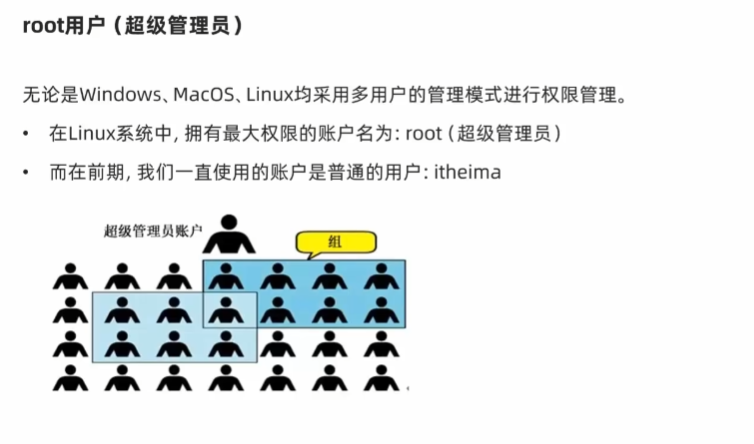 root用户（超级管理员）
无论是Windows、MacOS、Linux均采用多用户的管理模式进行权限管理。
• 在Linux系统中, 拥有最大权限的账户名为: root（超级管理员）
• 而在前期, 我们一直使用的账户是普通的用户: itheima
超级管理员账户
组